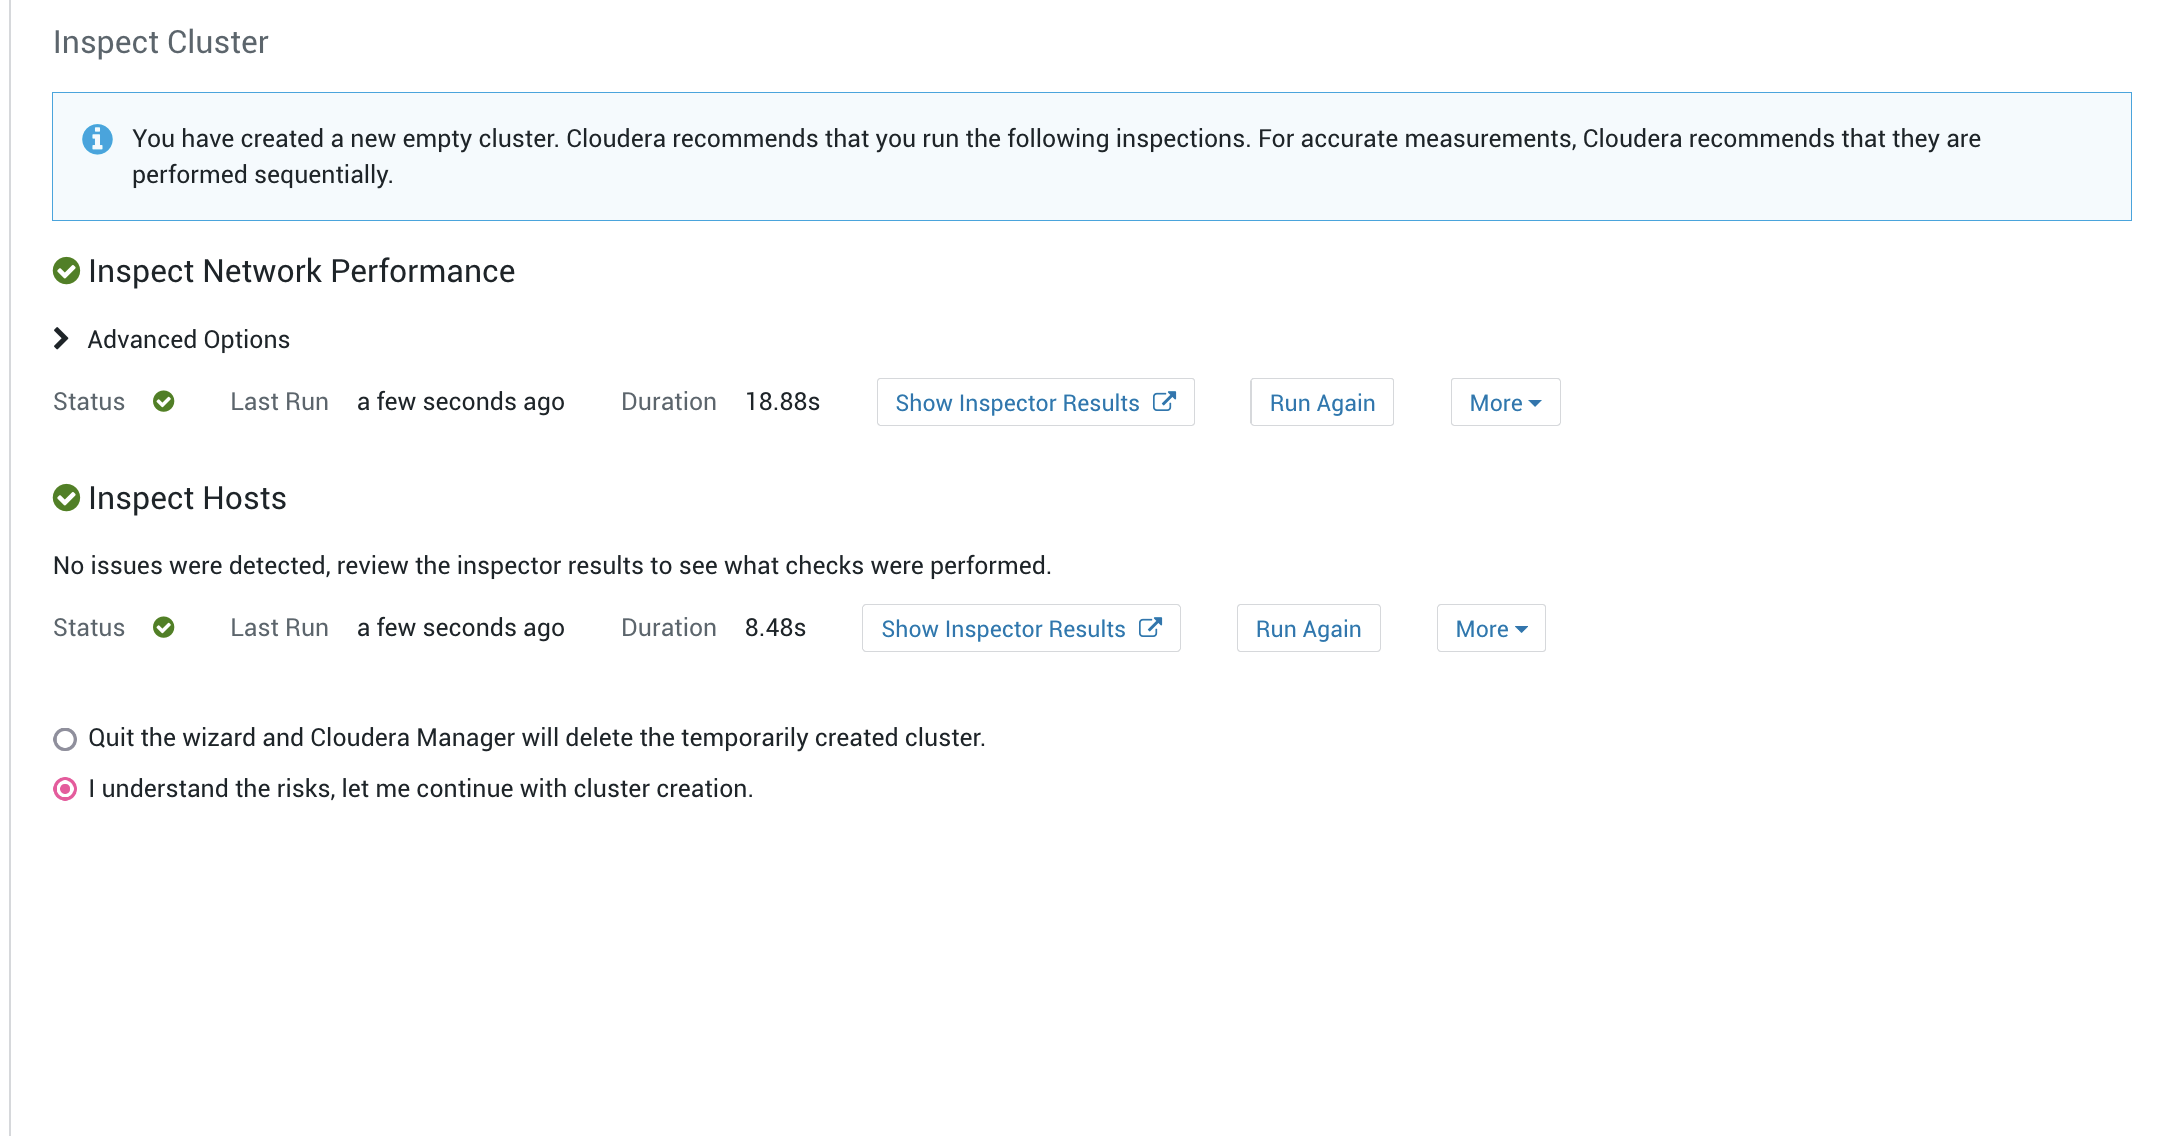 Inspect Cluster
You have created a new empty cluster. Cloudera recommends that you run the following inspections. For accurate measurements, Cloudera recommends that they are
performed sequentially.
Inspect Network Performance
Advanced Options
Status Last Run a few seconds ago Duration 18.88s Show Inspector Results Run Again More
Inspect Hosts
No issues were detected, review the inspector results to see what checks were performed.
Status Last Run a few seconds ago Duration 8.48s Show Inspector Results Run Again More
Quit the wizard and Cloudera Manager will delete the temporarily created cluster.
I understand the risks, let me continue with cluster creation.